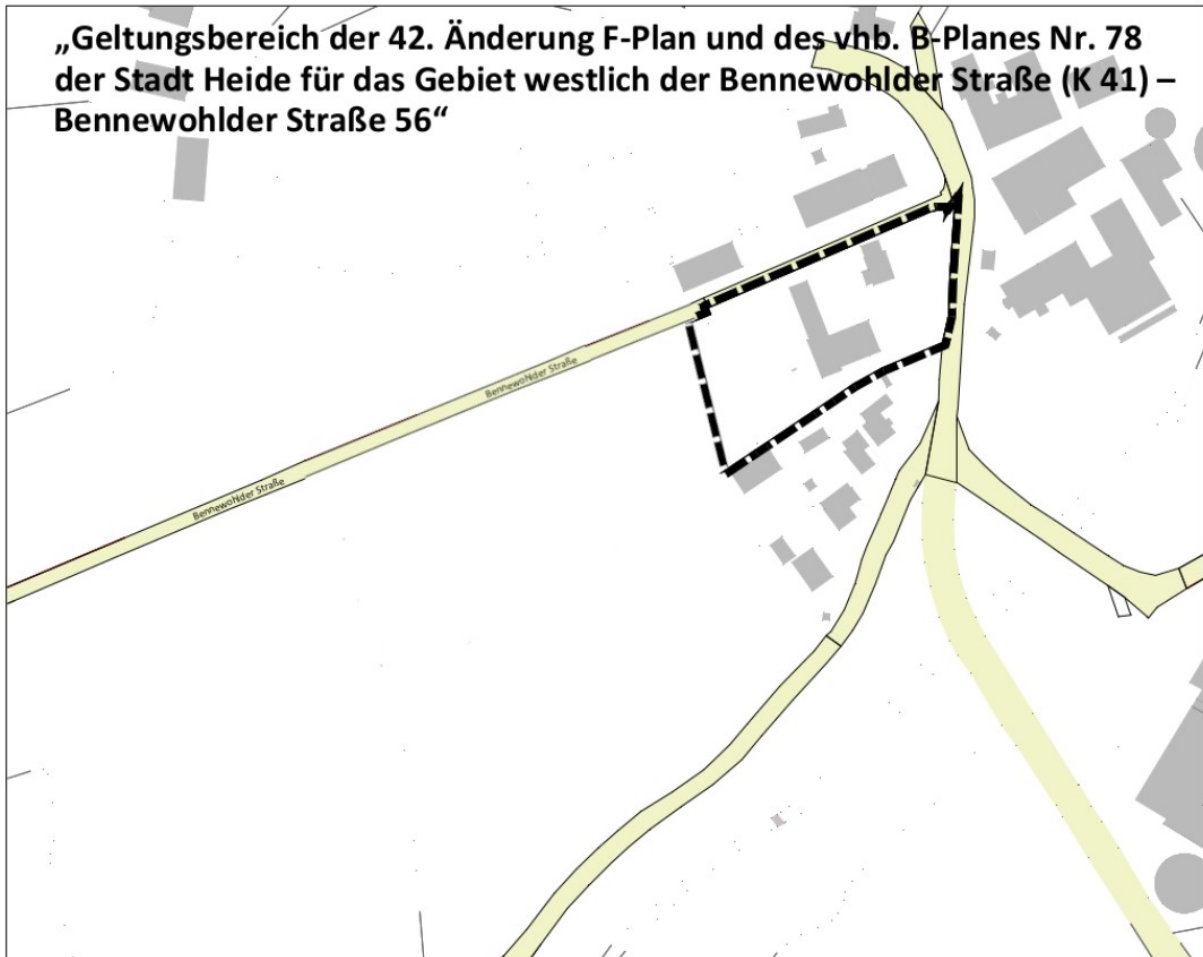 „Geltungsbereich der 42. Änderung F-Plan und des vhb. B-Planes Nr. 78
der Stadt Heide für das Gebiet westlich der Bennewohlder Straße (K 41) –
Bennewohlder Straße 56“
Bennewohlder Straße
Bennewohlder Straße